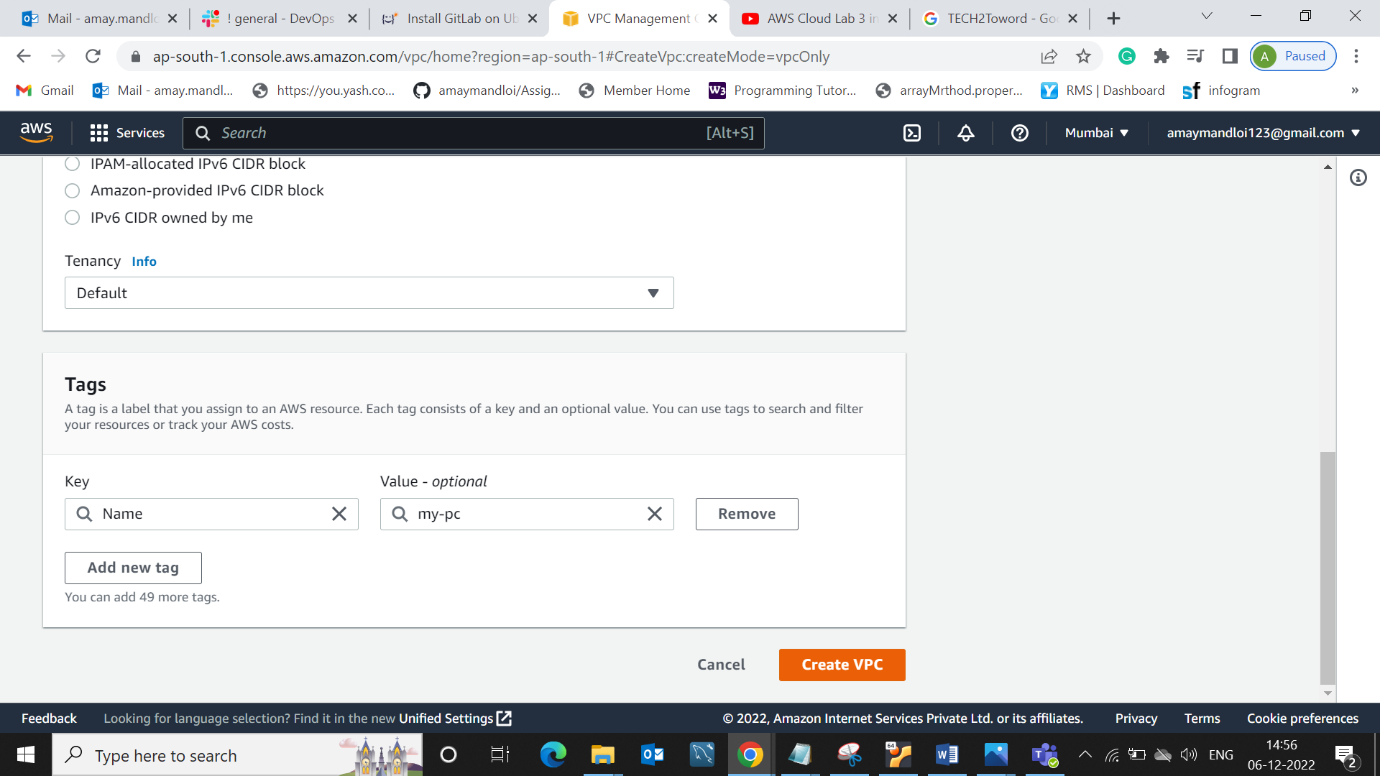 Mail - amay.mandlo
! general - DevOps
Install GitLab on Ub
VPC Management C
AWS Cloud Lab 3 in
TECH2Toword - Goo
ap-south-1.console.aws.amazon.com/vpc/home?region=ap-south-1#CreateVpc:createMode=vpcOnly
A Paused
Gmail
Mail - amay.mandl...
https://you.yash.co...
amaymandloi/Assig...
Member Home
W3 Programming Tutor...
arrayMrthod.proper...
RMS | Dashboard
sf infogram
»
aws
Services
Search
[Alt+S]
Mumbai
amaymandloi123@gmail.com
IPAM-allocated IPv6 CIDR block
Amazon-provided IPv6 CIDR block
IPv6 CIDR owned by me
Tenancy Info
Default
Tags
A tag is a label that you assign to an AWS resource. Each tag consists of a key and an optional value. You can use tags to search and filter
your resources or track your AWS costs.
Key
Value - optional
Name
my-pc
Remove
Add new tag
You can add 49 more tags.
Cancel
Create VPC
Feedback
Looking for language selection? Find it in the new Unified Settings
© 2022, Amazon Internet Services Private Ltd. or its affiliates.
Privacy
Terms
Cookie preferences
Type here to search
ENG
14:56
06-12-2022
2